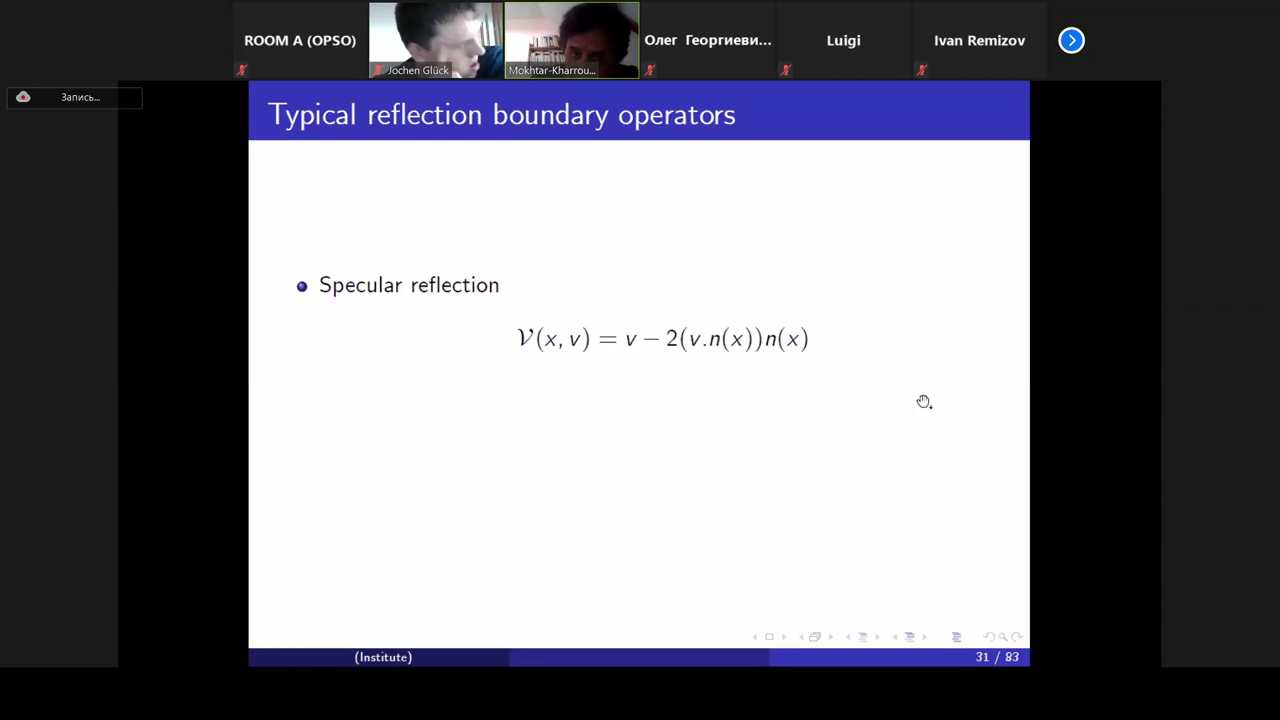 ROOM A (OPSO)
Jochen Glück
Mokhtar-Kharrou...
Олег Георгиеви...
Luigi
Ivan Remizov
Запись...
Typical reflection boundary operators
Specular reflection
𝒱(x, v) = v − 2(v.n(x))n(x)
(Institute)
31 / 83